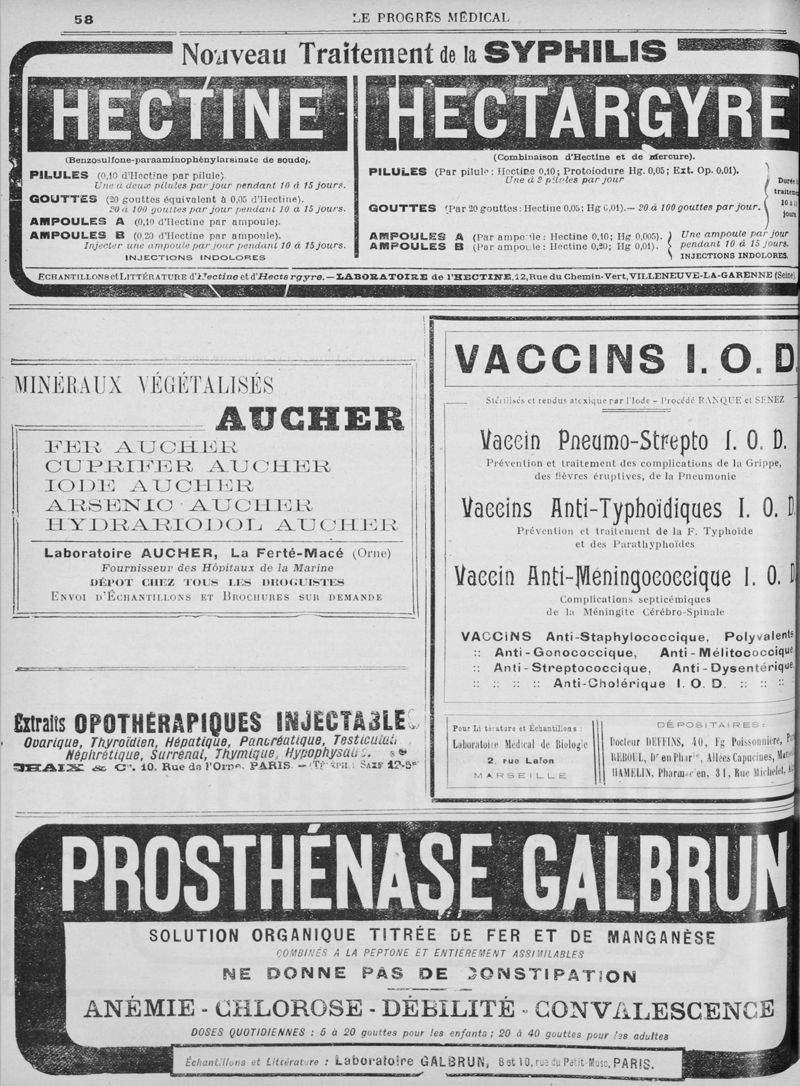 58
LE PROGRÈS MÉDICAL
Nouveau Traitement de la SYPHILIS
HECTINE
(Benzosulfone-paraaminophénylarsinate de soude).
PILULES (0,10 d'Hectine par pilule).
Une à deux pilules par jour pendant 10 à 15 jours.
GOUTTES (20 gouttes équivalent à 0,05 d'Hectine).
20 à 100 gouttes par jour pendant 10 à 15 jours.
AMPOULES A (0,10 d'Hectine par ampoule).
AMPOULES B (0,20 d'Hectine par ampoule).
Injecter une ampoule par jour pendant 10 à 15 jours.
INJECTIONS INDOLORES
HECTARGYRE
(Combinaison d'Hectine et de Mercure).
PILULES (Par pilule : Hectine 0,10; Protoiodure Hg. 0,05; Ext. Op. 0,01).
Une à 2 pilules par jour
GOUTTES (Par 20 gouttes : Hectine 0,05; Hg 0,01). — 20 à 100 gouttes par jour.
Durée
traitement
10 à
jours
AMPOULES A (Par ampoule : Hectine 0,10; Hg 0,005).
AMPOULES B (Par ampoule : Hectine 0,20; Hg 0,01).
Une ampoule par jour
pendant 10 à 15 jours.
INJECTIONS INDOLORES.
ECHANTILLONS et LITTÉRATURE d'Hectine et d'Hectargyre. — LABORATOIRE de l'HECTINE, 12, Rue du Chemin-Vert, VILLENEUVE-LA-GARENNE (Seine)
MINÉRAUX VÉGÉTALISÉS
AUCHER
FER AUCHER
CUPRIFER AUCHER
IODE AUCHER
ARSENIC AUCHER
HYDRARIODOL AUCHER
Laboratoire AUCHER, La Ferté-Macé (Orne)
Fournisseur des Hôpitaux de la Marine
DÉPOT CHEZ TOUS LES DROGUISTES
ENVOI D'ÉCHANTILLONS ET BROCHURES SUR DEMANDE
Extraits OPOTHÉRAPIQUES INJECTABLES
Ovarique, Thyroïdien, Hépatique, Pancréatique, Testiculair
Néphrétique, Surrénal, Thymique, Hypophysaire.
CHAIX & Cie. 10, Rue de l'Orne, PARIS. — TÉLÉPH.: SAXE 12-5
VACCINS I. O. D.
Stérilisés et rendus atoxique par l'Iode – Procédé RANQUE et SENEZ
Vaccin Pneumo-Strepto I. O. D.
Prévention et traitement des complications de la Grippe,
des fièvres éruptives, de la Pneumonie
Vaccins Anti-Typhoïdiques I. O. D
Prévention et traitement de la F. Typhoïde
et des Parathyphoïdes
Vaccin Anti-Méningococcique I. O. D
Complications septicémiques
de la Méningite Cérébro-Spinale
VACCINS Anti-Staphylococcique, Polyvalents
:: Anti-Gonococcique, Anti-Mélitococcique
:: Anti-Streptococcique, Anti-Dysentérique
:: :: :: :: Anti-Cholérique I. O. D. :: :: ::
Pour Littérature et Échantillons :
Laboratoire Médical de Biologie
2, rue Lafon
MARSEILLE
DÉPOSITAIRES :
Docteur DEFFINS, 40, Fg Poissonnière,
REBOUL, Dr en Phar, Allées Capucines,
HAMELIN, Pharmacien, 31, Rue Michelet,
PROSTHÉNASE GALBRUN
SOLUTION ORGANIQUE TITRÉE DE FER ET DE MANGANÈSE
COMBINÉS A LA PEPTONE ET ENTIÈREMENT ASSIMILABLES
NE DONNE PAS DE CONSTIPATION
ANÉMIE - CHLOROSE - DÉBILITÉ - CONVALESCENCE
DOSES QUOTIDIENNES : 5 à 20 gouttes pour les enfants ; 20 à 40 gouttes pour les adultes
Échantillons et Littérature : Laboratoire GALBRUN, 8 et 10, rue du Petit-Musc, PARIS.